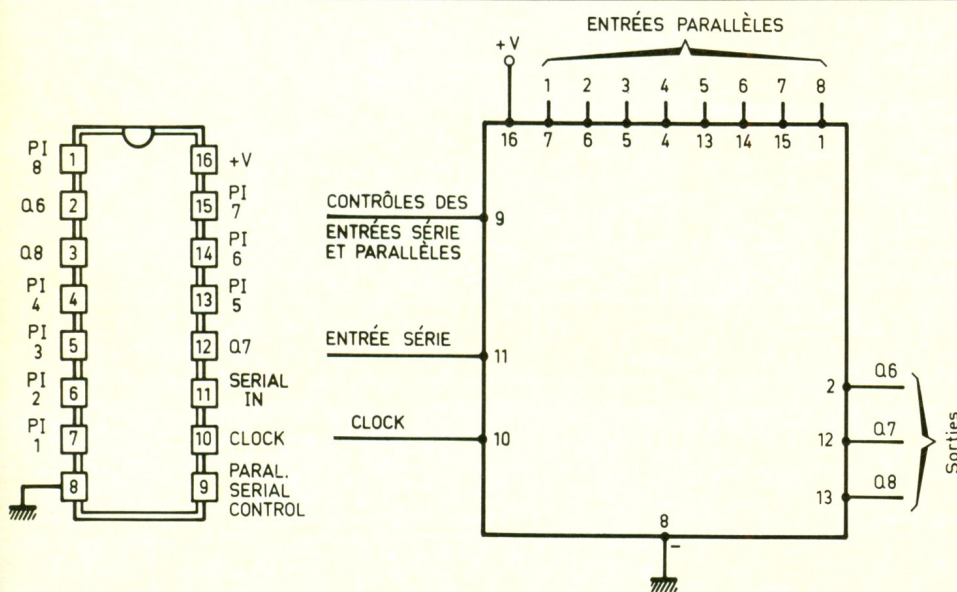 PI
8
1
16
+V
Q6
2
15
PI
7
Q8
3
14
PI
6
PI
4
4
13
PI
5
PI
3
5
12
Q7
PI
2
6
11
SERIAL
IN
PI
1
7
10
CLOCK
8
9
PARAL.
SERIAL
CONTROL
ENTRÉES PARALLÈLES
+V
1 2 3 4 5 6 7 8
16 7 6 5 4 13 14 15 1
CONTRÔLES DES
ENTRÉES SÉRIE
ET PARALLÈLES
9
ENTRÉE SÉRIE
11
CLOCK
10
2 Q6
12 Q7
13 Q8
Sorties
8
−